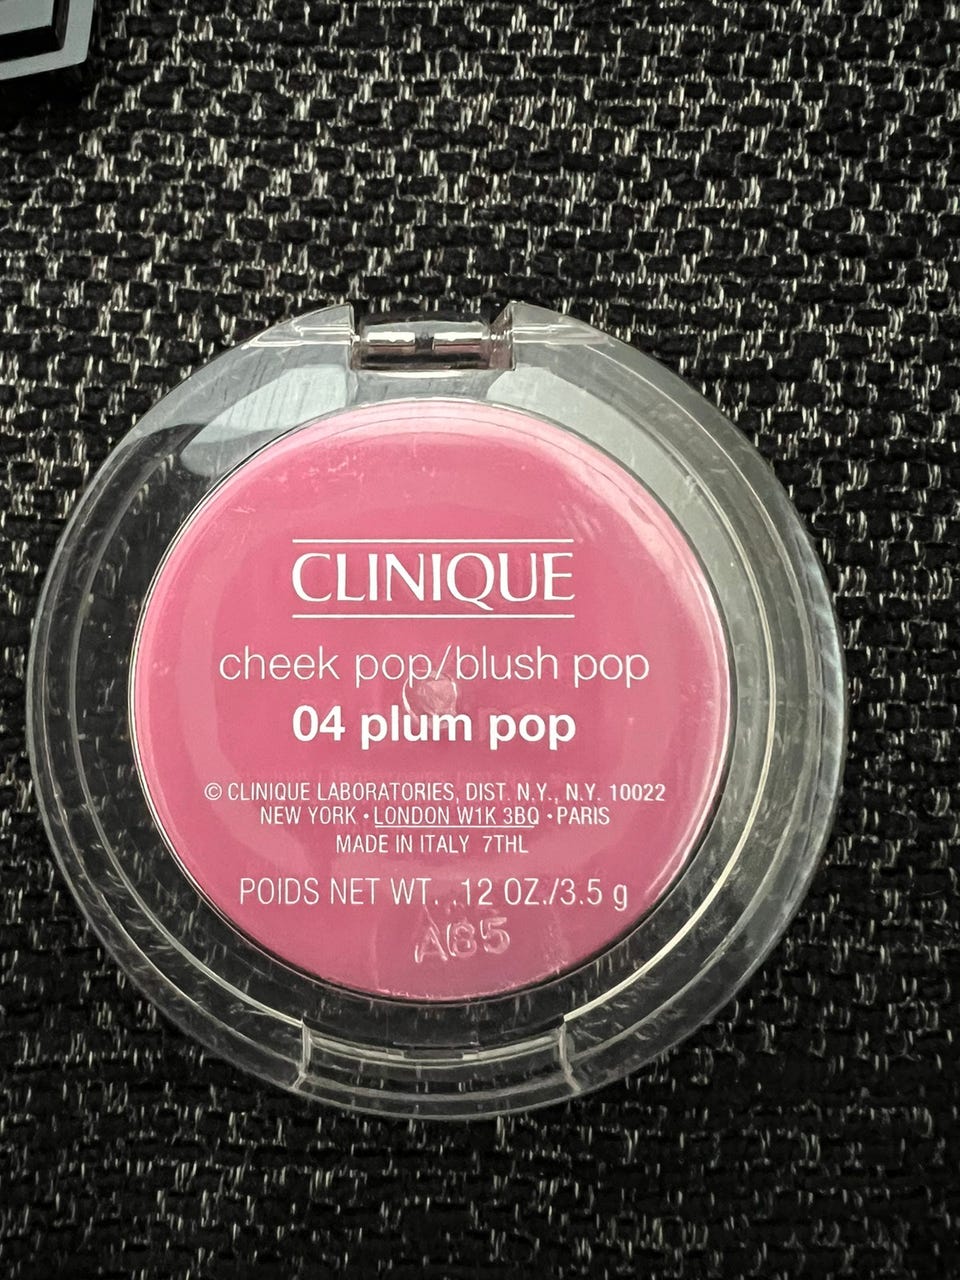 CLINIQUE
cheek pop/blush pop
04 plum pop
© CLINIQUE LABORATORIES, DIST. N.Y., N.Y. 10022
NEW YORK • LONDON W1K 3BQ • PARIS
MADE IN ITALY 7THL
POIDS NET WT. .12 OZ./3.5 g
A85